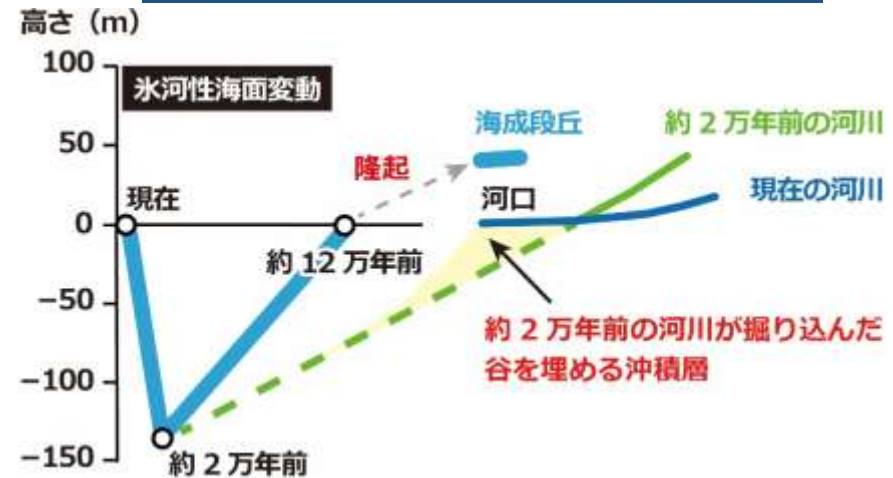 高さ（m）
100
氷河性海面変動
海成段丘
約 2 万年前の河川
50
隆起
現在
河口
現在の河川
0
約 12 万年前
−50
約 2 万年前の河川が掘り込んだ
谷を埋める沖積層
−100
−150
約 2 万年前